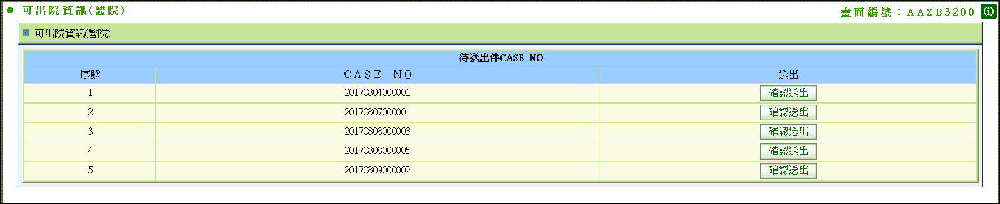 可出院資訊(醫院)
畫面編號：AAZB3200
可出院資訊(醫院)
待送出件CASE_NO
序號 ＣＡＳＥ　ＮＯ 送出
1 20170804000001 確認送出
2 20170807000001 確認送出
3 20170808000003 確認送出
4 20170808000005 確認送出
5 20170809000002 確認送出